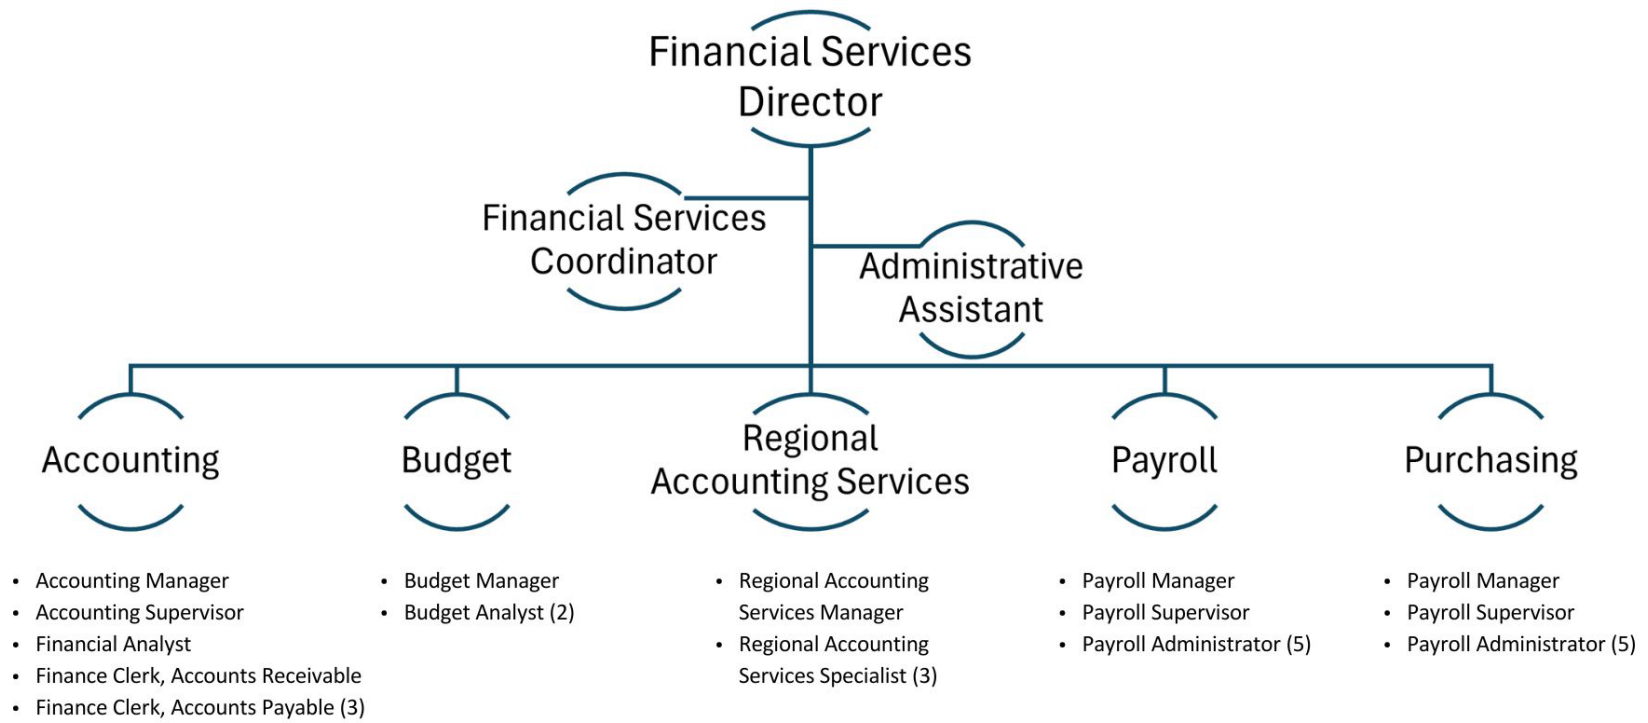 Financial Services
Director
Financial Services
Coordinator
Administrative
Assistant
Accounting
Budget
Regional
Accounting Services
Payroll
Purchasing
• Accounting Manager
• Accounting Supervisor
• Financial Analyst
• Finance Clerk, Accounts Receivable
• Finance Clerk, Accounts Payable (3)
• Budget Manager
• Budget Analyst (2)
• Regional Accounting
Services Manager
• Regional Accounting
Services Specialist (3)
• Payroll Manager
• Payroll Supervisor
• Payroll Administrator (5)
• Payroll Manager
• Payroll Supervisor
• Payroll Administrator (5)